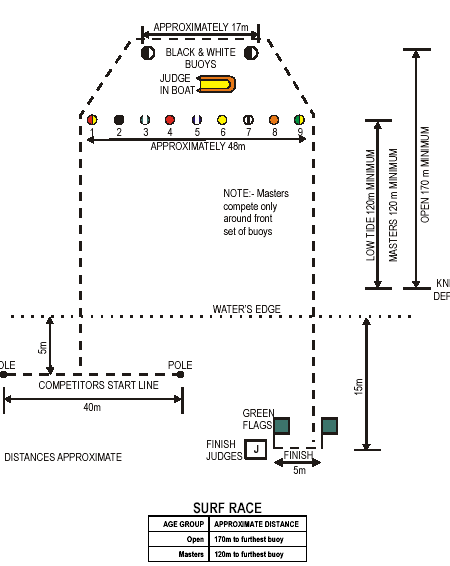 APPROXIMATELY 17m
BLACK & WHITE
BUOYS
JUDGE
IN BOAT
1 2 3 4 5 6 7 8 9
APPROXIMATELY 48m
NOTE:- Masters
compete only
around front
set of buoys
LOW TIDE 120m MINIMUM
MASTERS 120 m MINIMUM
OPEN 170 m MINIMUM
WATER'S EDGE
5m
POLE
COMPETITORS START LINE
40m
15m
GREEN
FLAGS
FINISH
JUDGES
J
FINISH
5m
DISTANCES APPROXIMATE
SURF RACE
AGE GROUP APPROXIMATE DISTANCE
Open 170m to furthest buoy
Masters 120m to furthest buoy